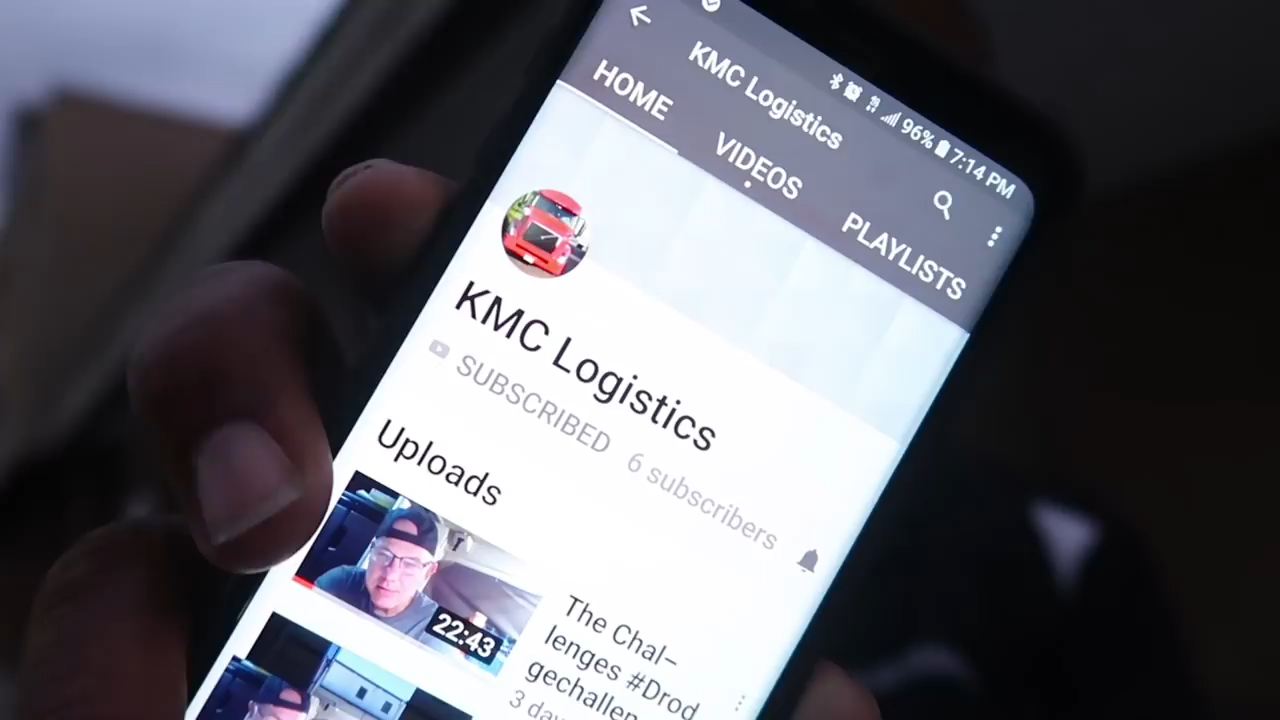 96% 7:14 PM
KMC Logistics
HOME VIDEOS PLAYLISTS
KMC Logistics
SUBSCRIBED 6 subscribers
Uploads
22:43
The Chal-
lenges #Drod
gechallen
3 day